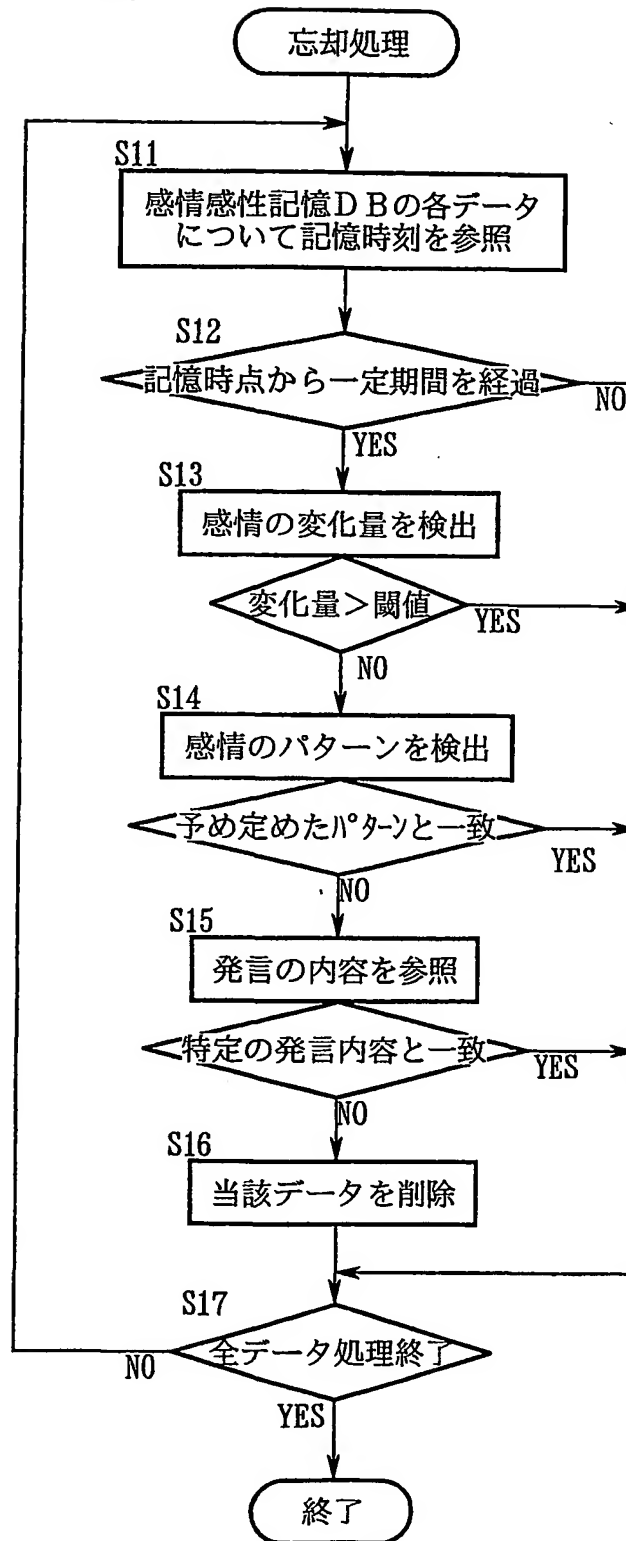 忘却処理
S11
感情感性記憶DBの各データ
について記憶時刻を参照
S12
記憶時点から一定期間を経過
NO
YES
S13
感情の変化量を検出
変化量＞閾値
YES
NO
S14
感情のパターンを検出
予め定めたﾊﾟﾀｰﾝと一致
YES
NO
S15
発言の内容を参照
特定の発言内容と一致
YES
NO
S16
当該データを削除
S17
全データ処理終了
NO
YES
終了